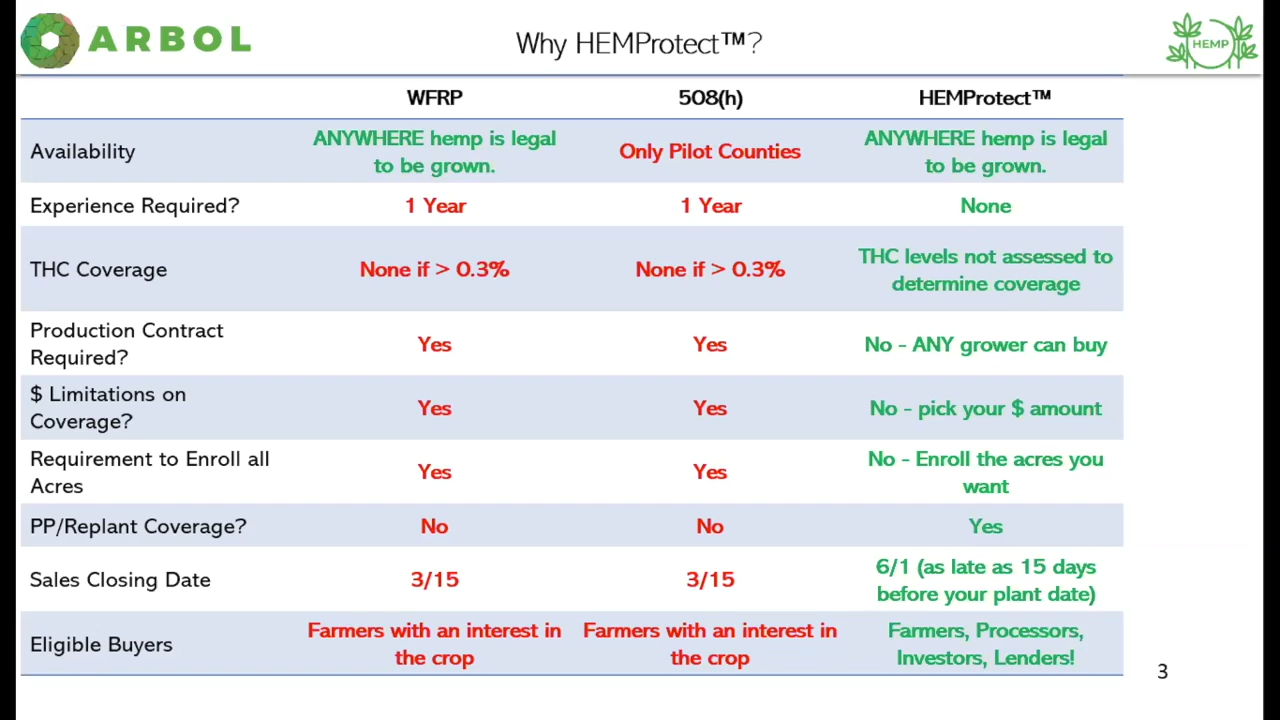 ARBOL
Why HEMProtect™?
HEMP
WFRP 508(h) HEMProtect™
Availability
ANYWHERE hemp is legal
to be grown.
Only Pilot Counties
ANYWHERE hemp is legal
to be grown.
Experience Required? 1 Year 1 Year None
THC Coverage None if > 0.3% None if > 0.3%
THC levels not assessed to
determine coverage
Production Contract
Required?
Yes Yes No - ANY grower can buy
$ Limitations on
Coverage?
Yes Yes No - pick your $ amount
Requirement to Enroll all
Acres
Yes Yes
No - Enroll the acres you
want
PP/Replant Coverage? No No Yes
Sales Closing Date 3/15 3/15
6/1 (as late as 15 days
before your plant date)
Eligible Buyers
Farmers with an interest in
the crop
Farmers with an interest in
the crop
Farmers, Processors,
Investors, Lenders!
3